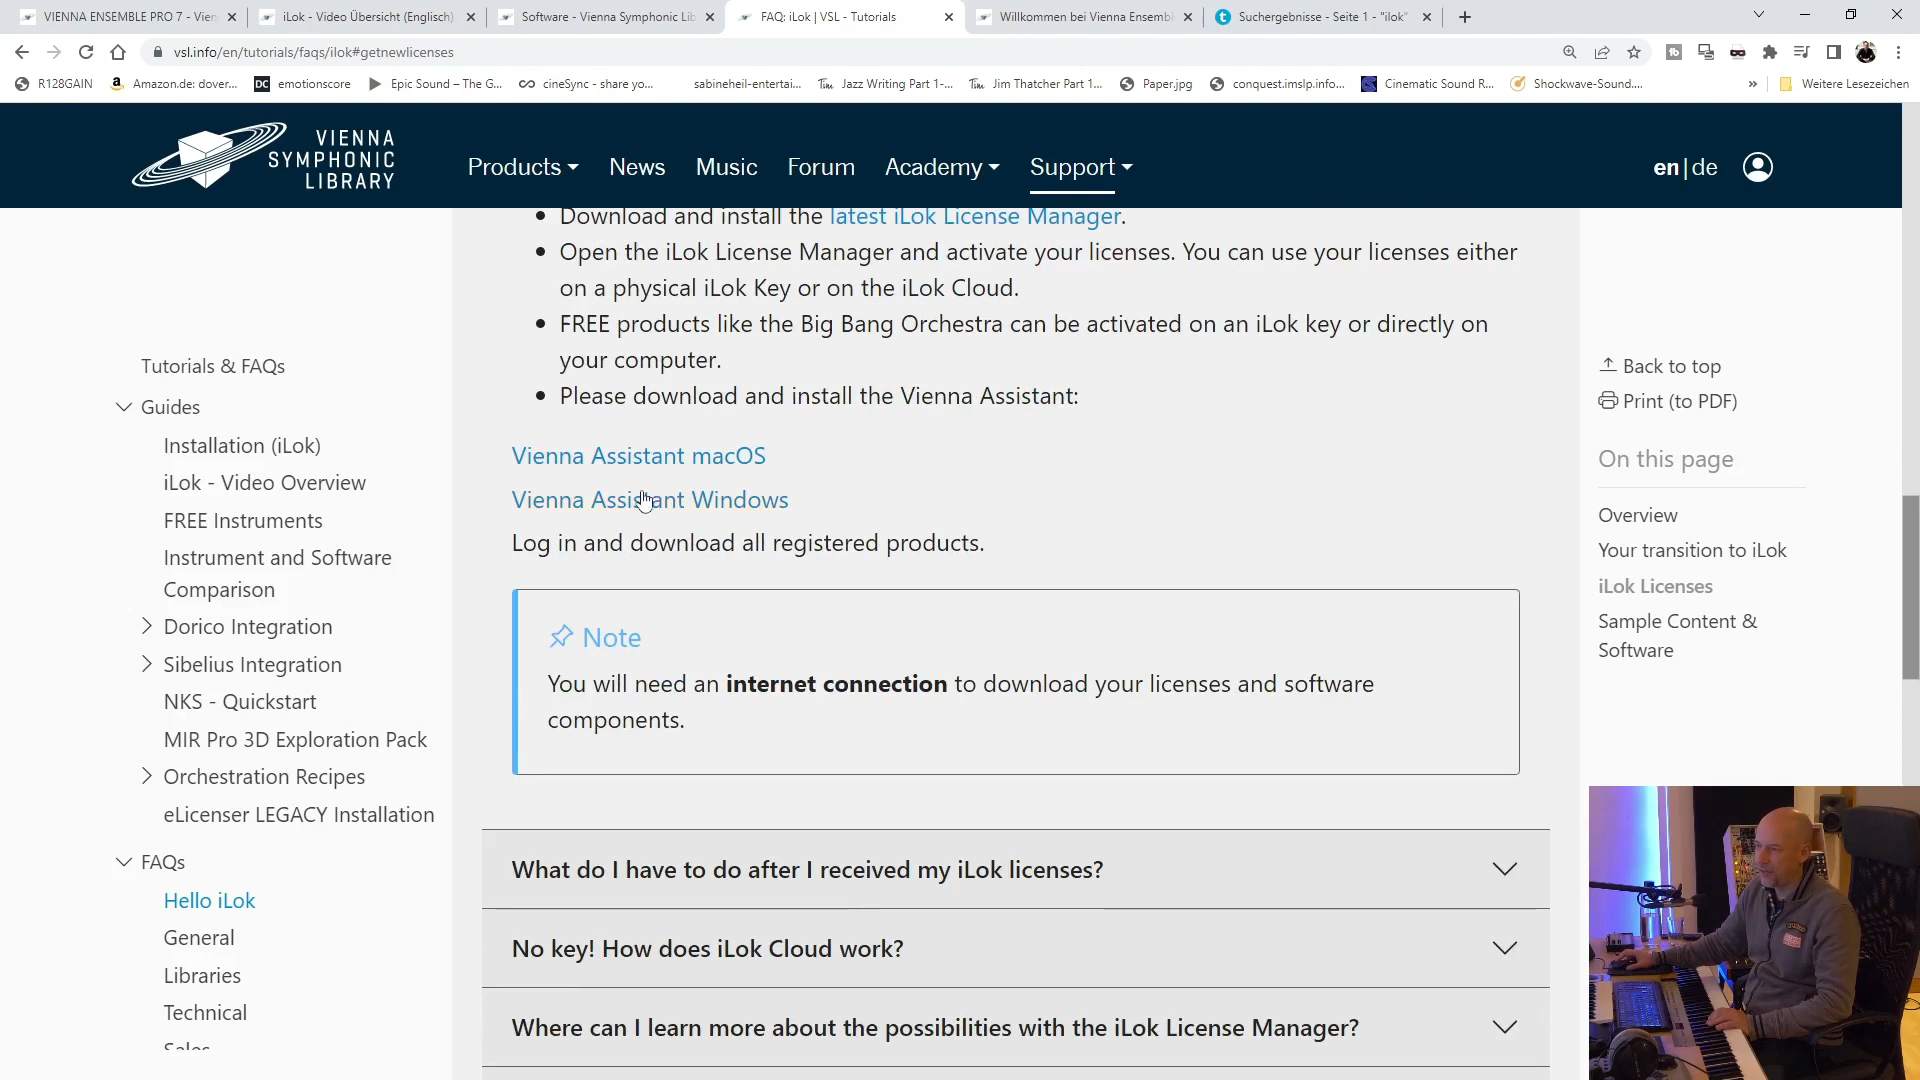 VIENNA ENSEMBLE PRO 7 - Vien
iLok - Video Übersicht (Englisch)
Software - Vienna Symphonic Lib
FAQ: iLok | VSL - Tutorials
Willkommen bei Vienna Ensembl
Suchergebnisse - Seite 1 - "ilok"
vsl.info/en/tutorials/faqs/ilok#getnewlicenses
R128GAIN
Amazon.de: dover...
DC emotionscore
Epic Sound – The G...
cineSync - share yo...
sabineheil-entertai...
Jazz Writing Part 1-...
Jim Thatcher Part 1...
Paper.jpg
conquest.imslp.info...
Cinematic Sound R...
Shockwave-Sound....
»
Weitere Lesezeichen
VIENNA
SYMPHONIC
LIBRARY
Products
News
Music
Forum
Academy
Support
en|de
Tutorials & FAQs
Guides
Installation (iLok)
iLok - Video Overview
FREE Instruments
Instrument and Software
Comparison
Dorico Integration
Sibelius Integration
NKS - Quickstart
MIR Pro 3D Exploration Pack
Orchestration Recipes
eLicenser LEGACY Installation
FAQs
Hello iLok
General
Libraries
Technical
Sales
• Download and install the latest iLok License Manager.
• Open the iLok License Manager and activate your licenses. You can use your licenses either
on a physical iLok Key or on the iLok Cloud.
• FREE products like the Big Bang Orchestra can be activated on an iLok key or directly on
your computer.
• Please download and install the Vienna Assistant:
Vienna Assistant macOS
Vienna Assistant Windows
Log in and download all registered products.
Note
You will need an internet connection to download your licenses and software
components.
What do I have to do after I received my iLok licenses?
No key! How does iLok Cloud work?
Where can I learn more about the possibilities with the iLok License Manager?
Back to top
Print (to PDF)
On this page
Overview
Your transition to iLok
iLok Licenses
Sample Content &
Software